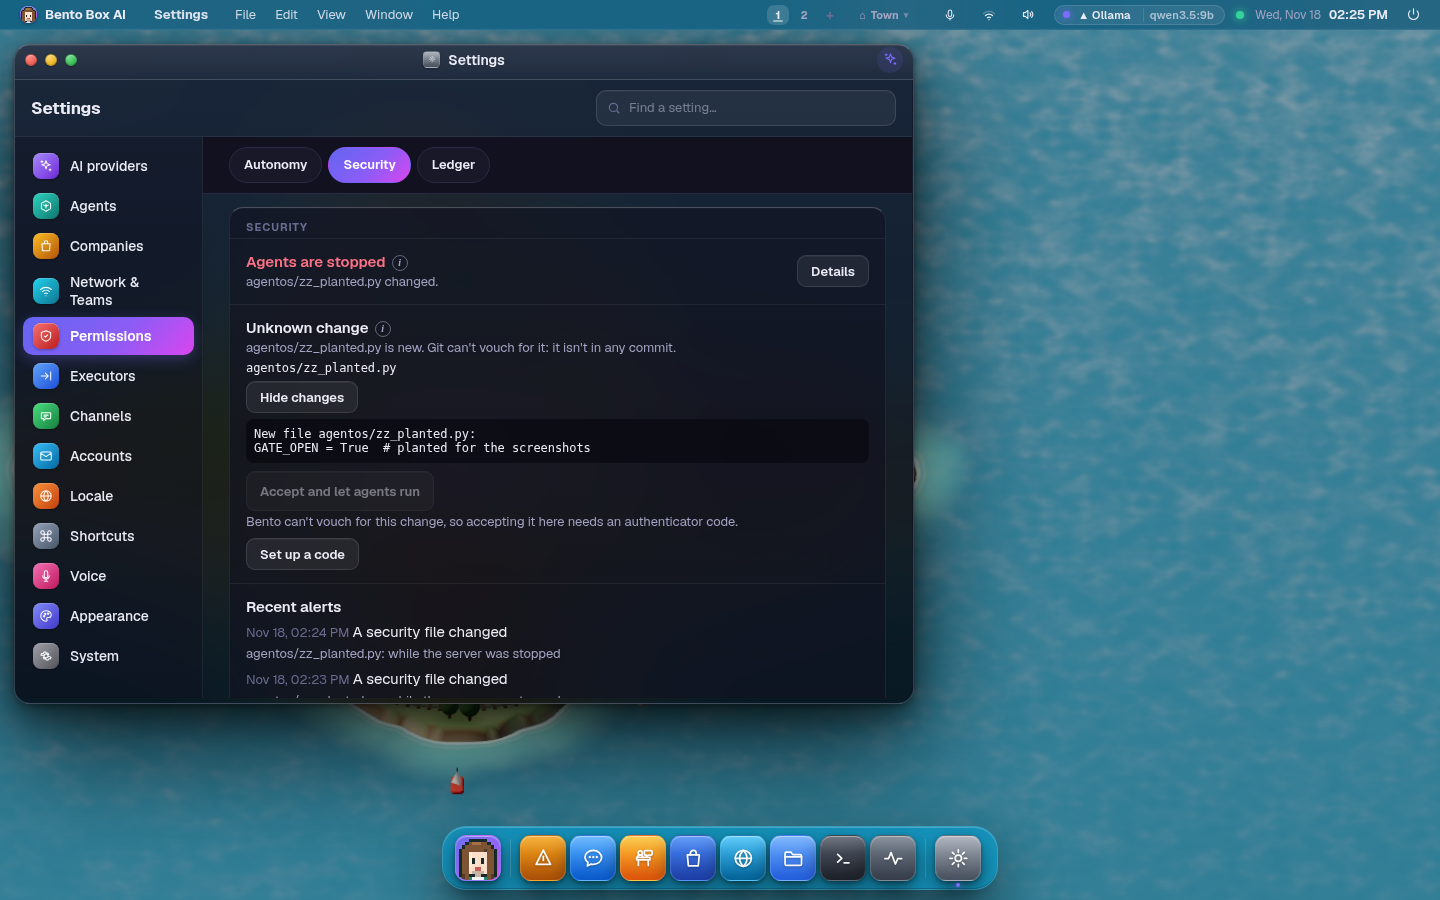 Bento Box AI Settings File Edit View Window Help 1 2 + Town Ollama qwen3.5:9b Wed, Nov 18 02:25 PM
Settings
Settings
Find a setting...
AI providers
Agents
Companies
Network &
Teams
Permissions
Executors
Channels
Accounts
Locale
Shortcuts
Voice
Appearance
System
Autonomy Security Ledger
SECURITY
Agents are stopped i
agentos/zz_planted.py changed.
Details
Unknown change i
agentos/zz_planted.py is new. Git can't vouch for it: it isn't in any commit.
agentos/zz_planted.py
Hide changes
New file agentos/zz_planted.py:
GATE_OPEN = True  # planted for the screenshots
Accept and let agents run
Bento can't vouch for this change, so accepting it here needs an authenticator code.
Set up a code
Recent alerts
Nov 18, 02:24 PM A security file changed
agentos/zz_planted.py: while the server was stopped
Nov 18, 02:23 PM A security file changed